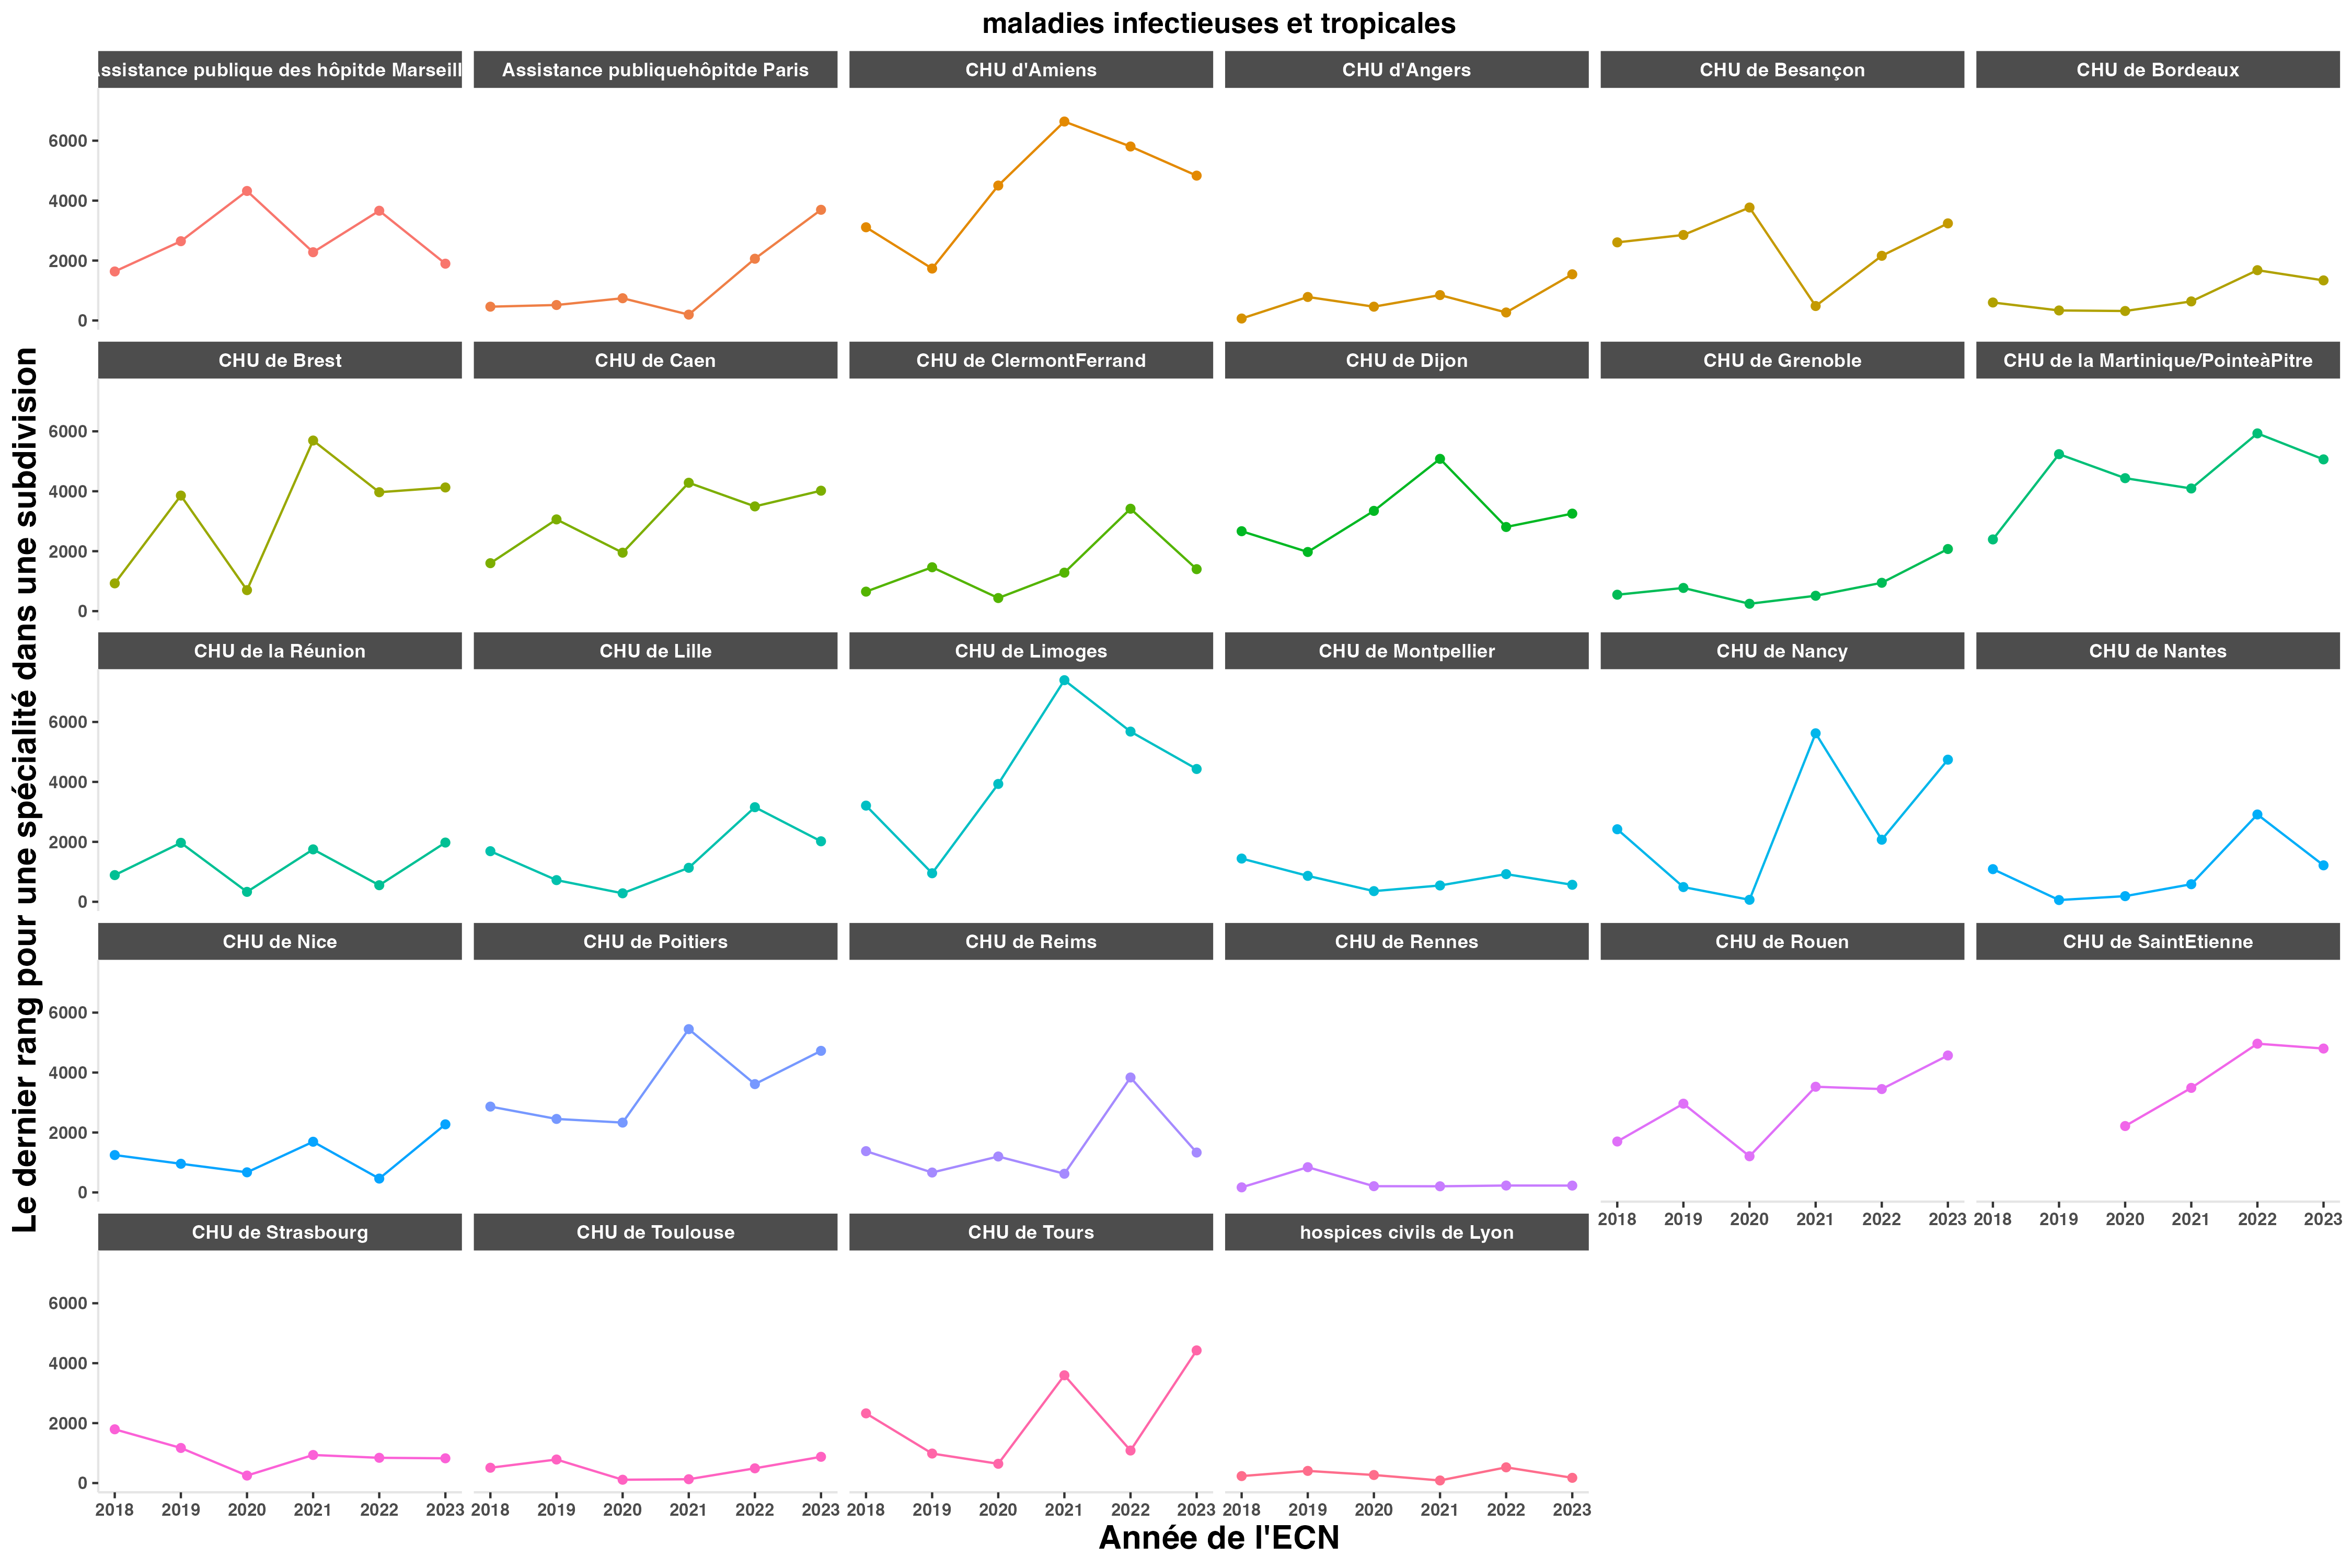 maladies infectieuses et tropicales
ssistance publique des hôpitde Marseill
Assistance publiquehôpitde Paris
CHU d'Amiens
CHU d'Angers
CHU de Besançon
CHU de Bordeaux
6000
4000
2000
0
CHU de Brest
CHU de Caen
CHU de ClermontFerrand
CHU de Dijon
CHU de Grenoble
CHU de la Martinique/PointeàPitre
6000
4000
2000
0
CHU de la Réunion
CHU de Lille
CHU de Limoges
CHU de Montpellier
CHU de Nancy
CHU de Nantes
6000
4000
2000
0
CHU de Nice
CHU de Poitiers
CHU de Reims
CHU de Rennes
CHU de Rouen
CHU de SaintEtienne
6000
4000
2000
0
2018 2019 2020 2021 2022 2023
2018 2019 2020 2021 2022 2023
CHU de Strasbourg
CHU de Toulouse
CHU de Tours
hospices civils de Lyon
6000
4000
2000
0
2018 2019 2020 2021 2022 2023
2018 2019 2020 2021 2022 2023
2018 2019 2020 2021 2022 2023
2018 2019 2020 2021 2022 2023
Année de l'ECN
Le dernier rang pour une spécialité dans une subdivision